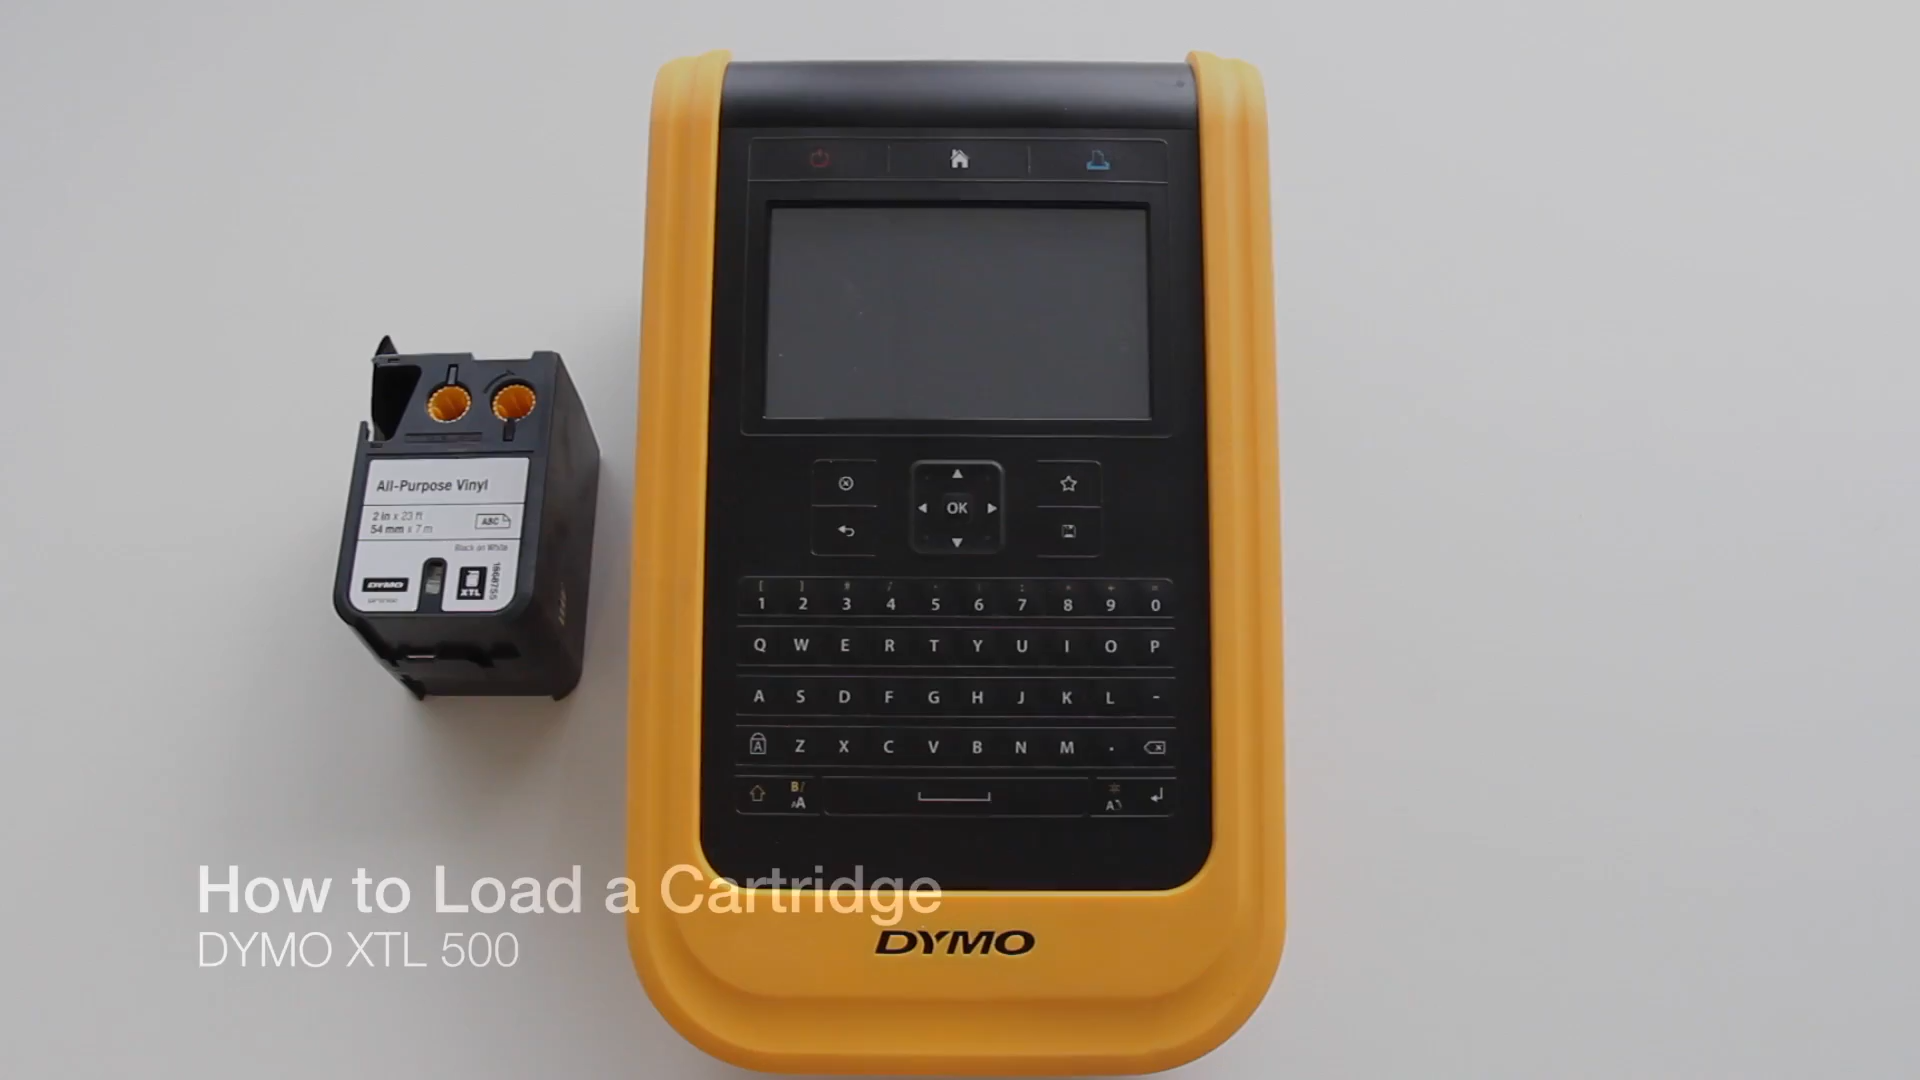 All-Purpose Vinyl
2 in x 23 ft
54 mm x 7 m
ABC
Black on White
DYMO
XTL
1868755
OK
[ ] # /
1 2 3 4 5 6 7 8 9 0
Q W E R T Y U I O P
A S D F G H J K L -
A Z X C V B N M .
B/
AA
A
How to Load a Cartridge
DYMO XTL 500
DYMO